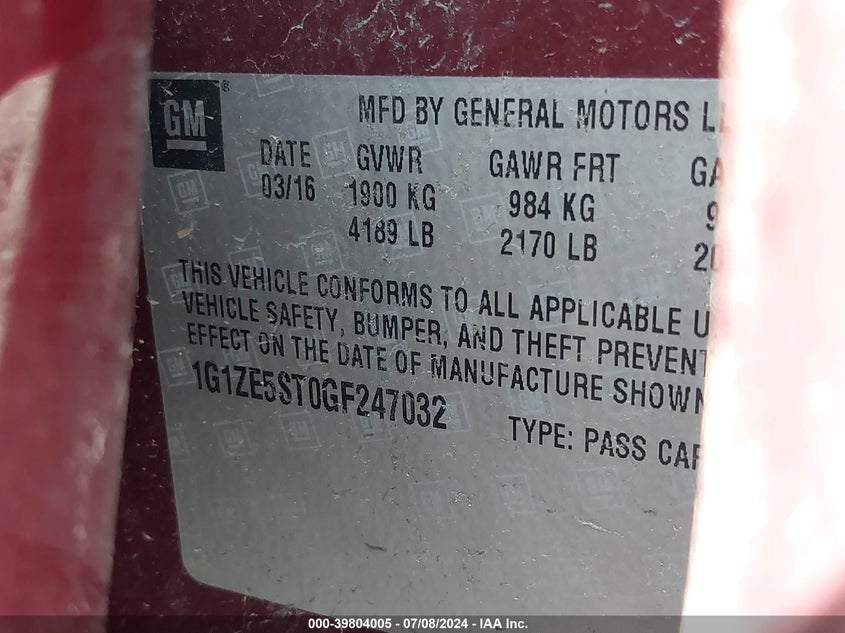 GM®
MFD BY GENERAL MOTORS
DATE GVWR GAWR FRT
03/16 1900 KG 984 KG
4189 LB 2170 LB
THIS VEHICLE CONFORMS TO ALL APPLICABLE U
VEHICLE SAFETY, BUMPER, AND THEFT PREVENT
EFFECT ON THE DATE OF MANUFACTURE SHOWN
1G1ZE5ST0GF247032
TYPE: PASS CAR
000-39804005 - 07/08/2024 - IAA Inc.